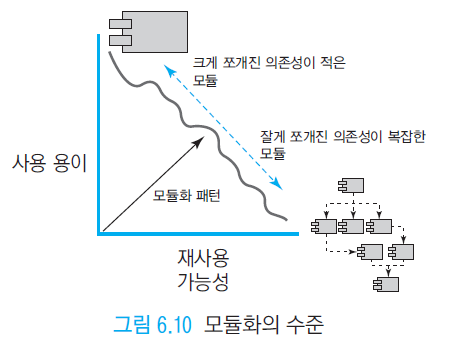 크게 쪼개진 의존성이 적은
모듈
잘게 쪼개진 의존성이 복잡한
모듈
사용 용이
모듈화 패턴
재사용
가능성
그림 6.10 모듈화의 수준